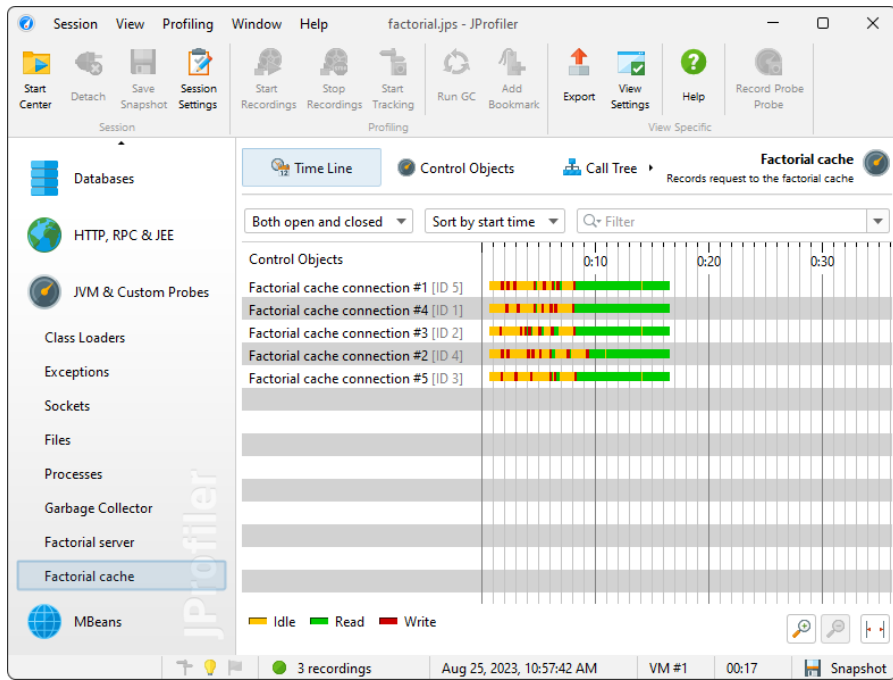 Session View Profiling Window Help factorial.jps - JProfiler
Start Center
Detach
Save Snapshot
Session Settings
Start Recordings
Stop Recordings
Start Tracking
Run GC
Add Bookmark
Export
View Settings
Help
Record Probe Probe
Session Profiling View Specific
Databases
HTTP, RPC & JEE
JVM & Custom Probes
Class Loaders
Exceptions
Sockets
Files
Processes
Garbage Collector
Factorial server
Factorial cache
MBeans
JProfiler
12 Time Line Control Objects Call Tree
Factorial cache
Records request to the factorial cache
Both open and closed Sort by start time Filter
Control Objects 0:10 0:20 0:30
Factorial cache connection #1 [ID 5]
Factorial cache connection #4 [ID 1]
Factorial cache connection #3 [ID 2]
Factorial cache connection #2 [ID 4]
Factorial cache connection #5 [ID 3]
Idle Read Write
3 recordings Aug 25, 2023, 10:57:42 AM VM #1 00:17 Snapshot